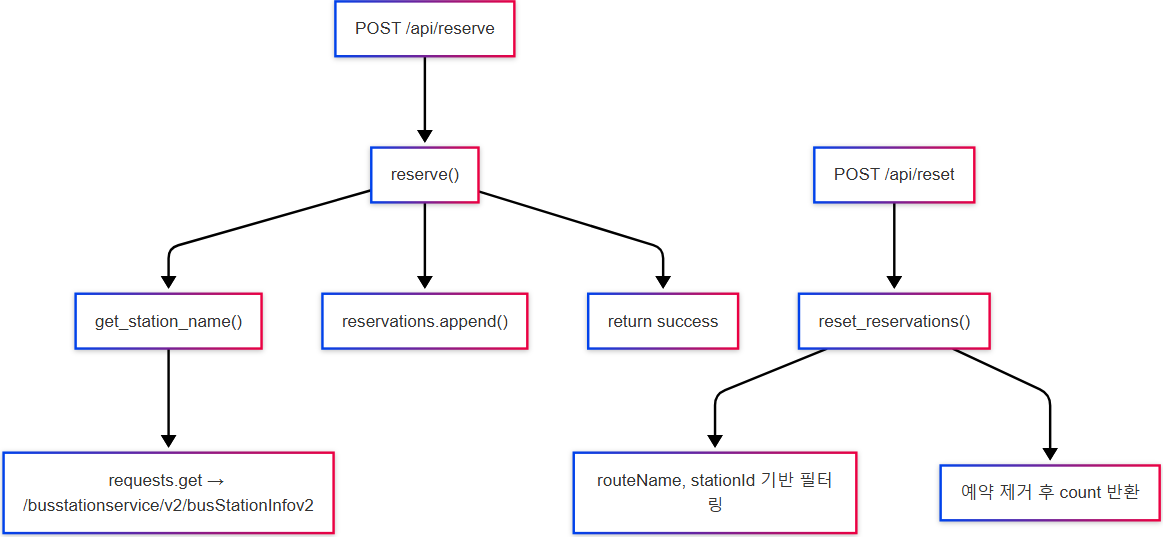 POST /api/reserve
reserve()
POST /api/reset
get_station_name()
reservations.append()
return success
reset_reservations()
requests.get →
/busstationservice/v2/busStationInfov2
routeName, stationId 기반 필터
링
예약 제거 후 count 반환